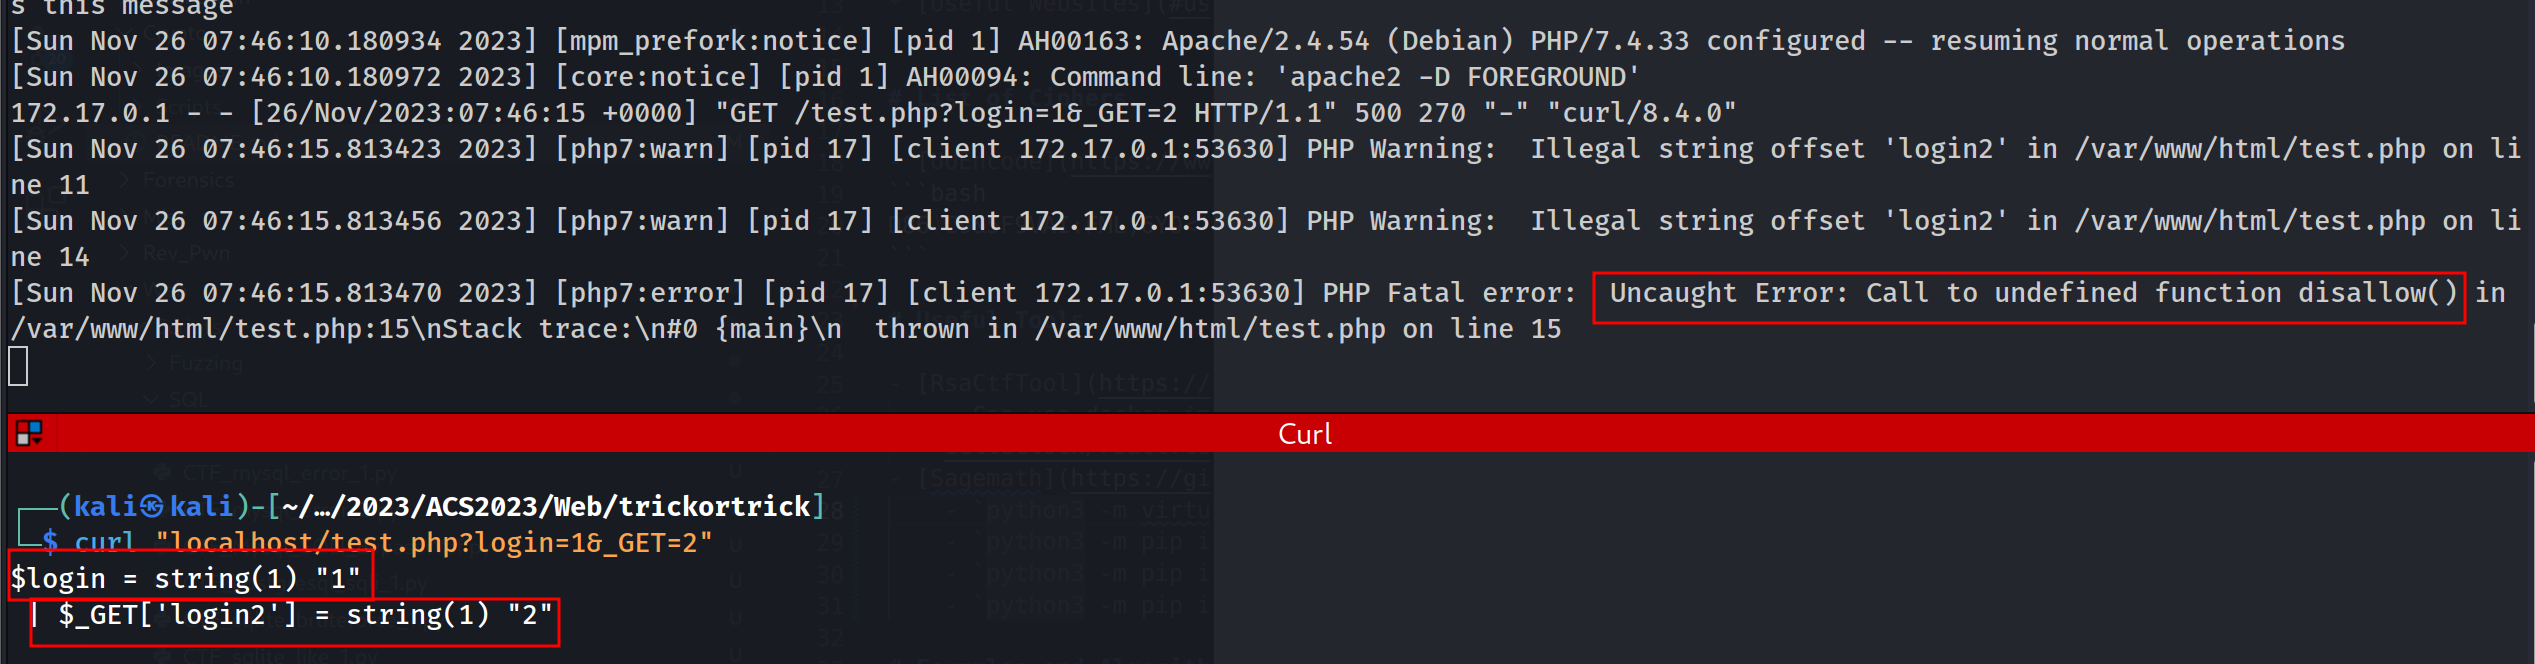 s this message
[Sun Nov 26 07:46:10.180934 2023] [mpm_prefork:notice] [pid 1] AH00163: Apache/2.4.54 (Debian) PHP/7.4.33 configured -- resuming normal operations
[Sun Nov 26 07:46:10.180972 2023] [core:notice] [pid 1] AH00094: Command line: 'apache2 -D FOREGROUND'
172.17.0.1 - - [26/Nov/2023:07:46:15 +0000] "GET /test.php?login=1&_GET=2 HTTP/1.1" 500 270 "-" "curl/8.4.0"
[Sun Nov 26 07:46:15.813423 2023] [php7:warn] [pid 17] [client 172.17.0.1:53630] PHP Warning:  Illegal string offset 'login2' in /var/www/html/test.php on li
ne 11
[Sun Nov 26 07:46:15.813456 2023] [php7:warn] [pid 17] [client 172.17.0.1:53630] PHP Warning:  Illegal string offset 'login2' in /var/www/html/test.php on li
ne 14
[Sun Nov 26 07:46:15.813470 2023] [php7:error] [pid 17] [client 172.17.0.1:53630] PHP Fatal error:  Uncaught Error: Call to undefined function disallow() in
/var/www/html/test.php:15\nStack trace:\n#0 {main}\n  thrown in /var/www/html/test.php on line 15
Curl
┌──(kali㉿kali)-[~/…/2023/ACS2023/Web/trickortrick]
└─$ curl "localhost/test.php?login=1&_GET=2"
$login = string(1) "1"
| $_GET['login2'] = string(1) "2"